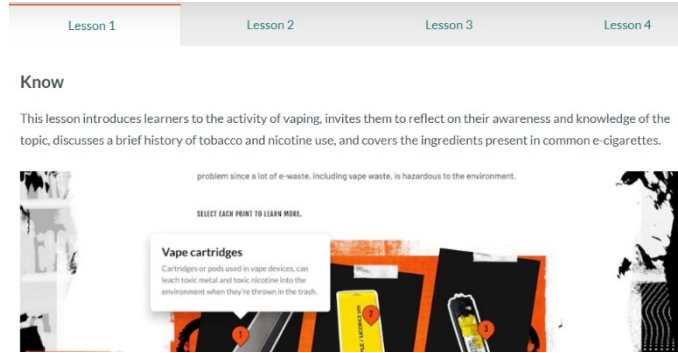 Lesson 1
Lesson 2
Lesson 3
Lesson 4
Know
This lesson introduces learners to the activity of vaping, invites them to reflect on their awareness and knowledge of the
topic, discusses a brief history of tobacco and nicotine use, and covers the ingredients present in common e-cigarettes.
problem since a lot of e-waste, including vape waste, is hazardous to the environment.
SELECT EACH POINT TO LEARN MORE.
Vape cartridges
Cartridges or pods used in vape devices, can
leach toxic metal and toxic nicotine into the
environment when they're thrown in the trash.
1
2
3